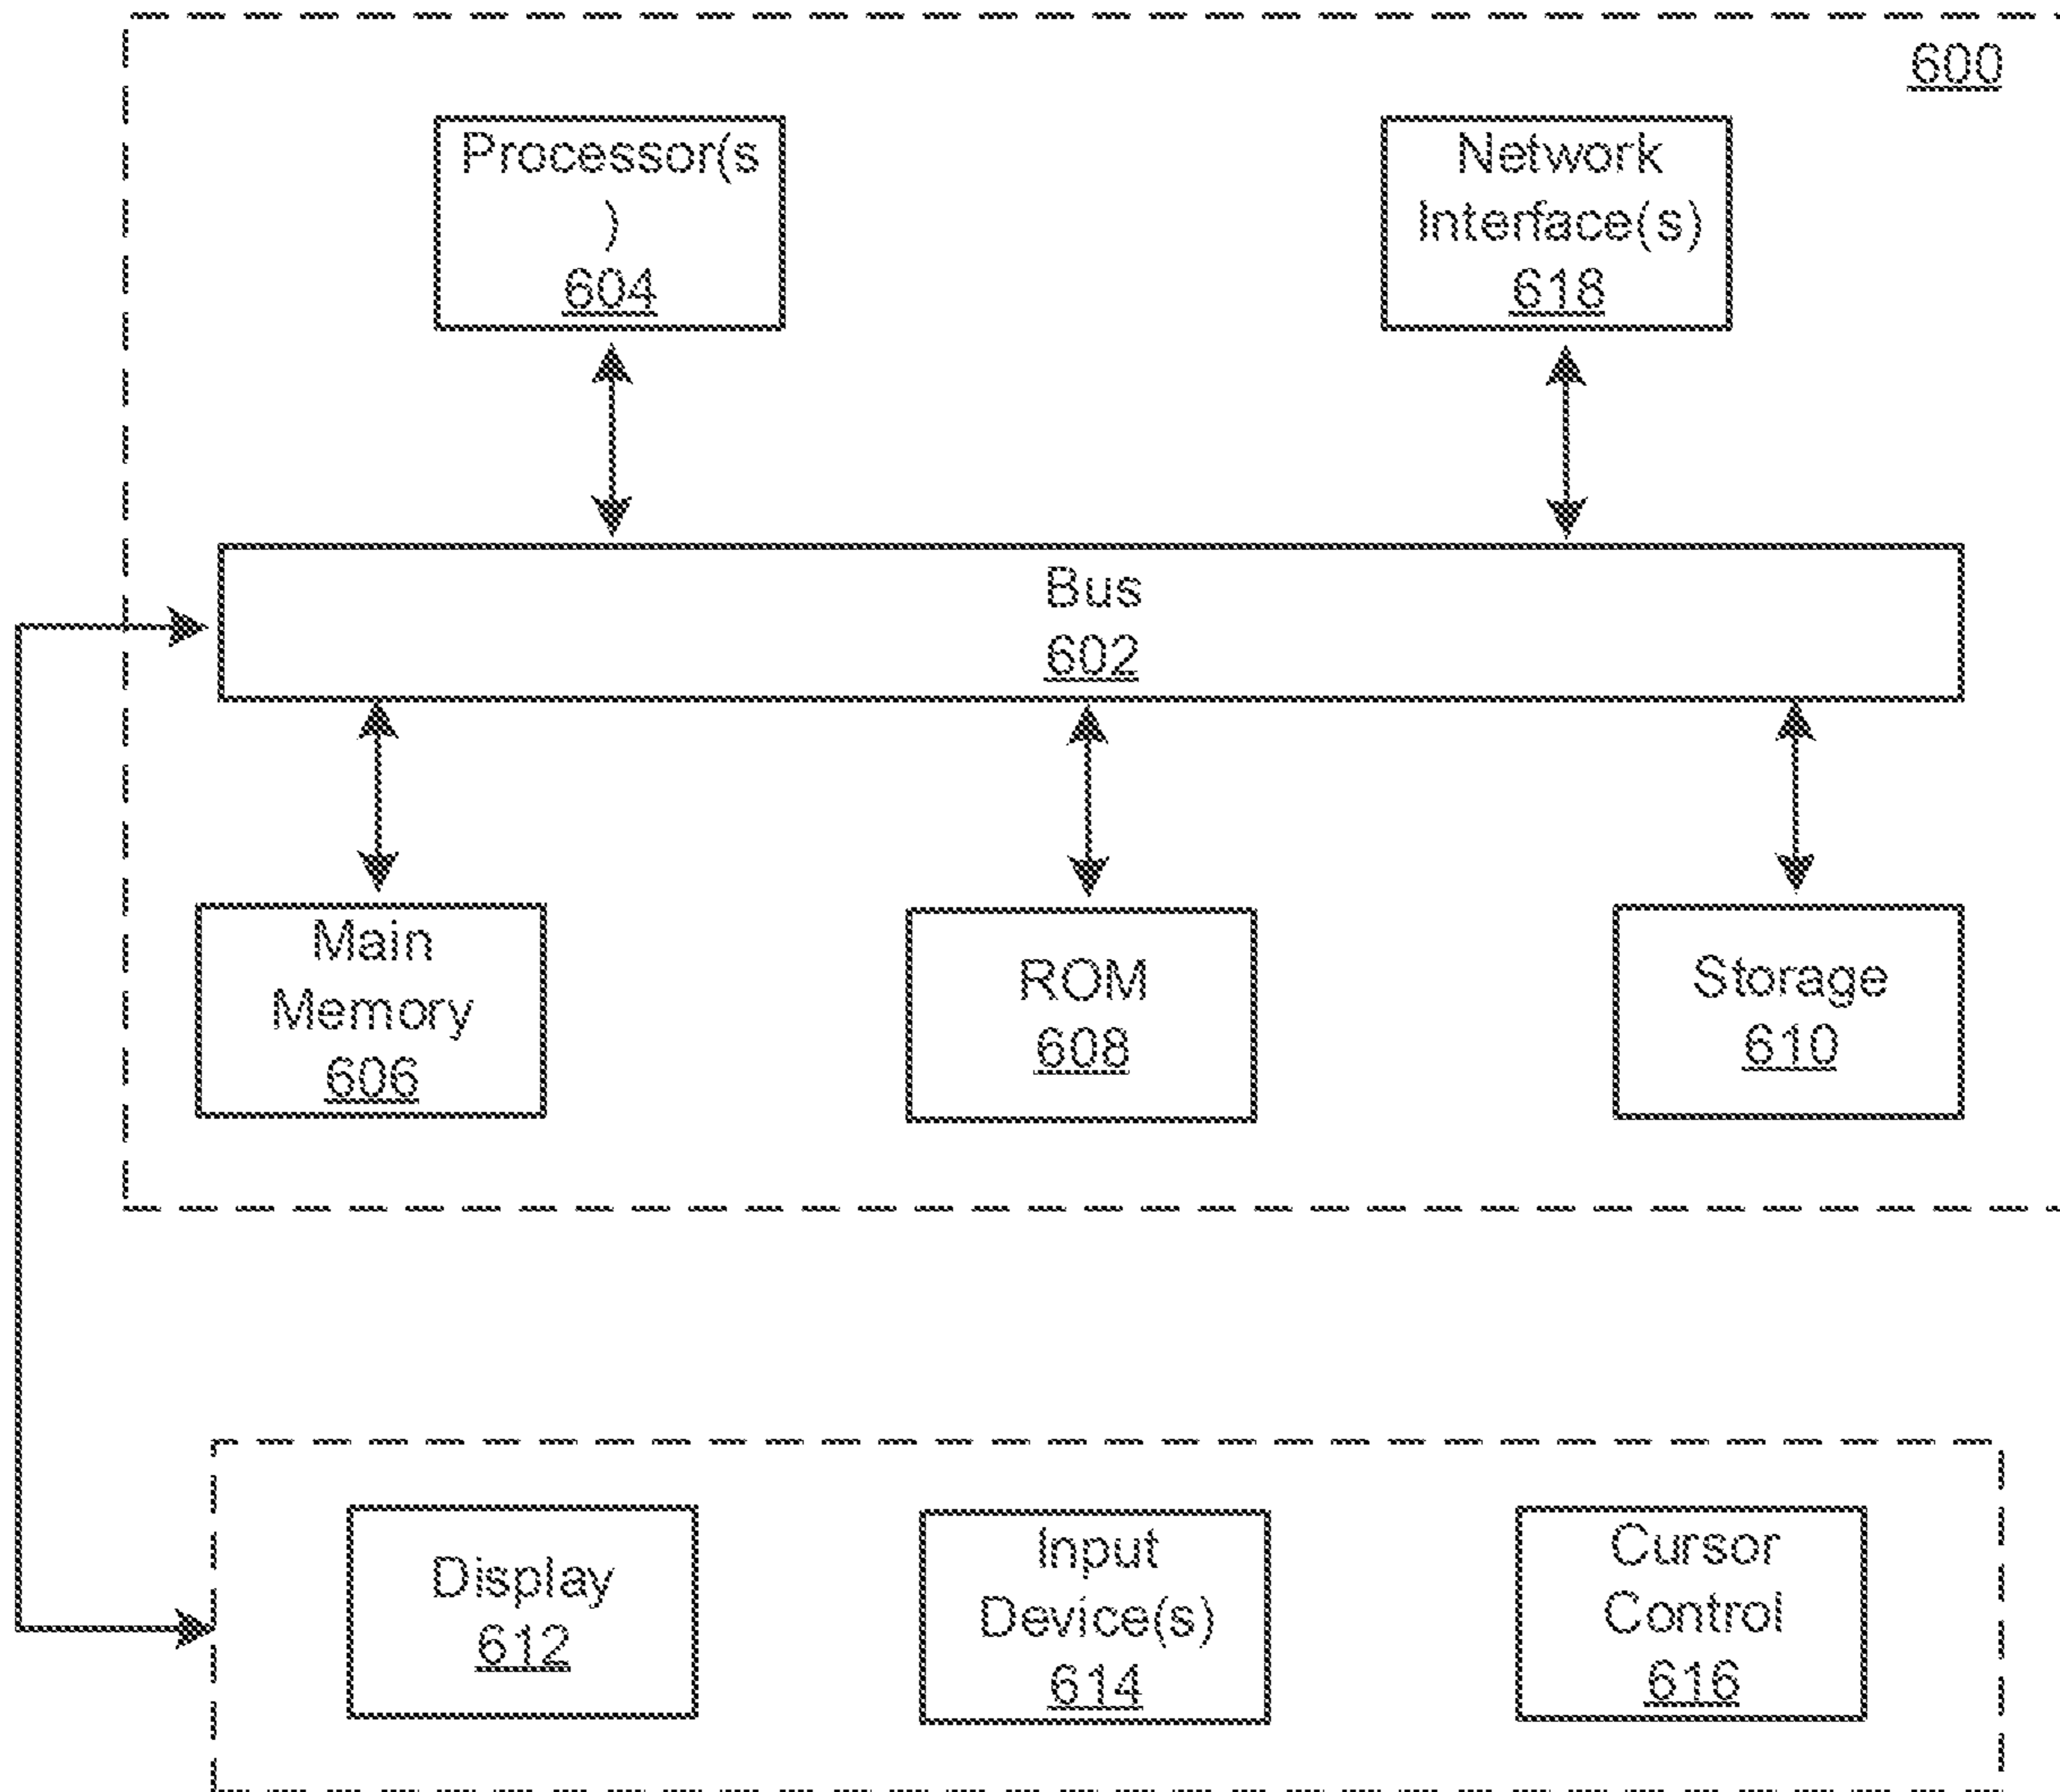 600
Processor(s
)
604
Network
Interface(s)
618
Bus
602
Main
Memory
606
ROM
608
Storage
610
Display
612
Input
Device(s)
614
Cursor
Control
616